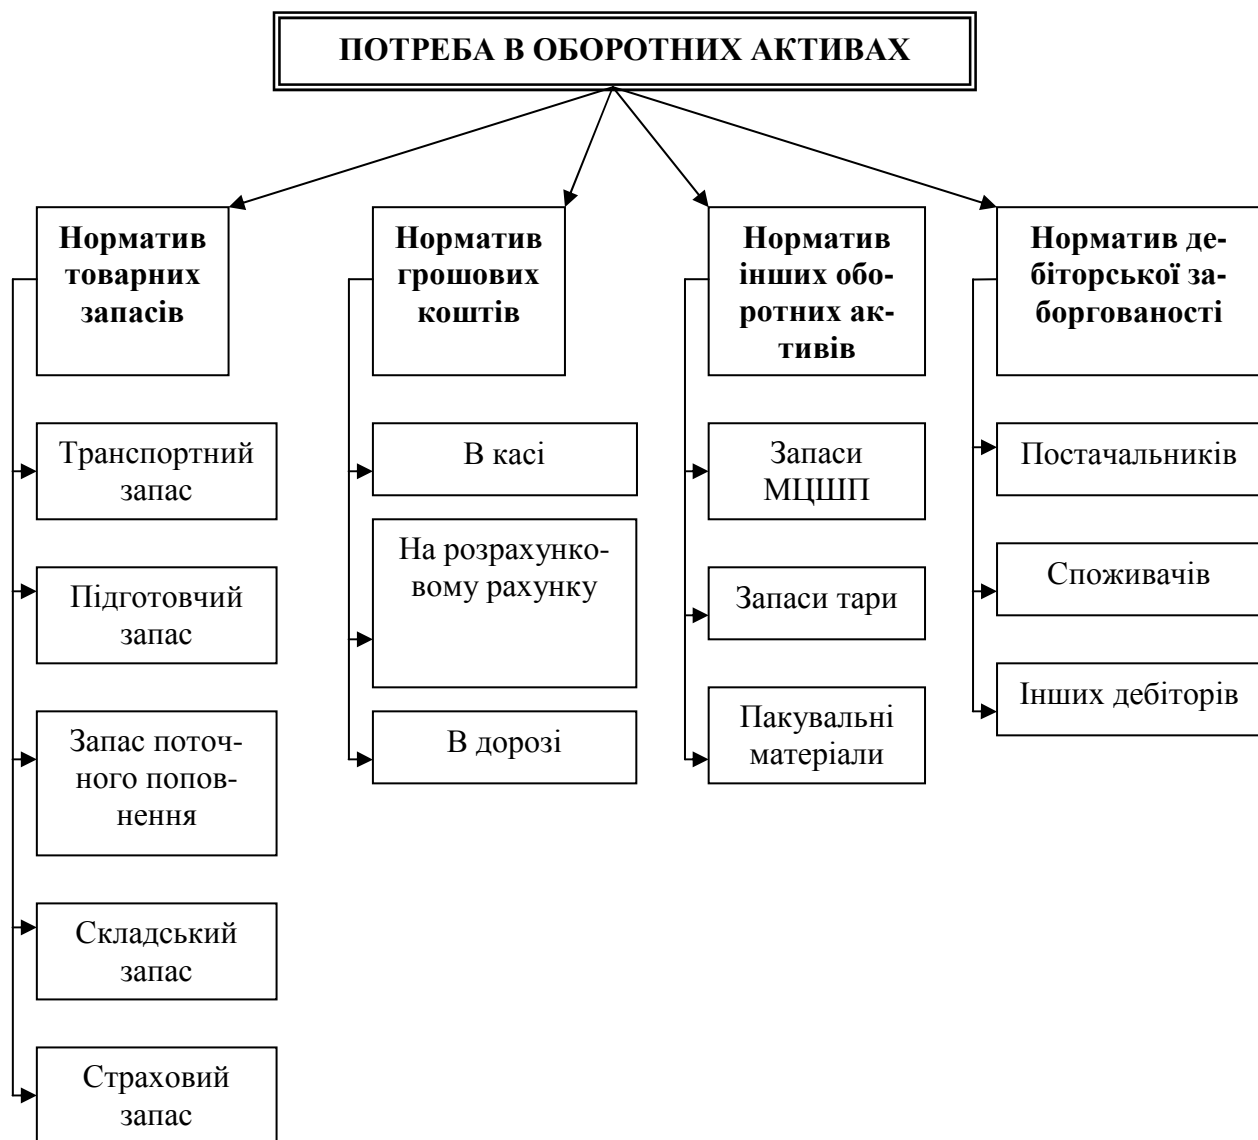 ПОТРЕБА В ОБОРОТНИХ АКТИВАХ
Норматив
товарних
запасів
Транспортний
запас
Підготовчий
запас
Запас поточ-
ного попов-
нення
Складський
запас
Страховий
запас
Норматив
грошових
коштів
В касі
На розрахунко-
вому рахунку
В дорозі
Норматив
інших обо-
ротних ак-
тивів
Запаси
МЦШП
Запаси тари
Пакувальні
матеріали
Норматив де-
біторської за-
боргованості
Постачальників
Споживачів
Інших дебіторів